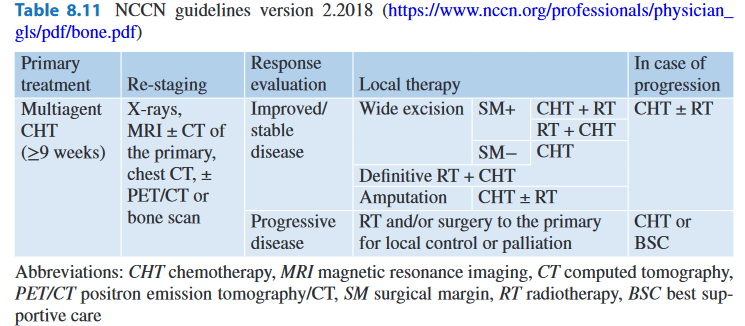 Table 8.11 NCCN guidelines version 2.2018 (https://www.nccn.org/professionals/physician_
gls/pdf/bone.pdf)
Primary treatment | Re-staging | Response evaluation | Local therapy | In case of progression
Multiagent CHT (≥9 weeks) | X-rays, MRI ± CT of the primary, chest CT, ± PET/CT or bone scan | Improved/ stable disease | Wide excision | SM+ | CHT + RT | CHT ± RT
RT + CHT
SM− | CHT
Definitive RT + CHT
Amputation | CHT ± RT
Progressive disease | RT and/or surgery to the primary for local control or palliation | CHT or BSC
Abbreviations: CHT chemotherapy, MRI magnetic resonance imaging, CT computed tomography,
PET/CT positron emission tomography/CT, SM surgical margin, RT radiotherapy, BSC best sup-
portive care